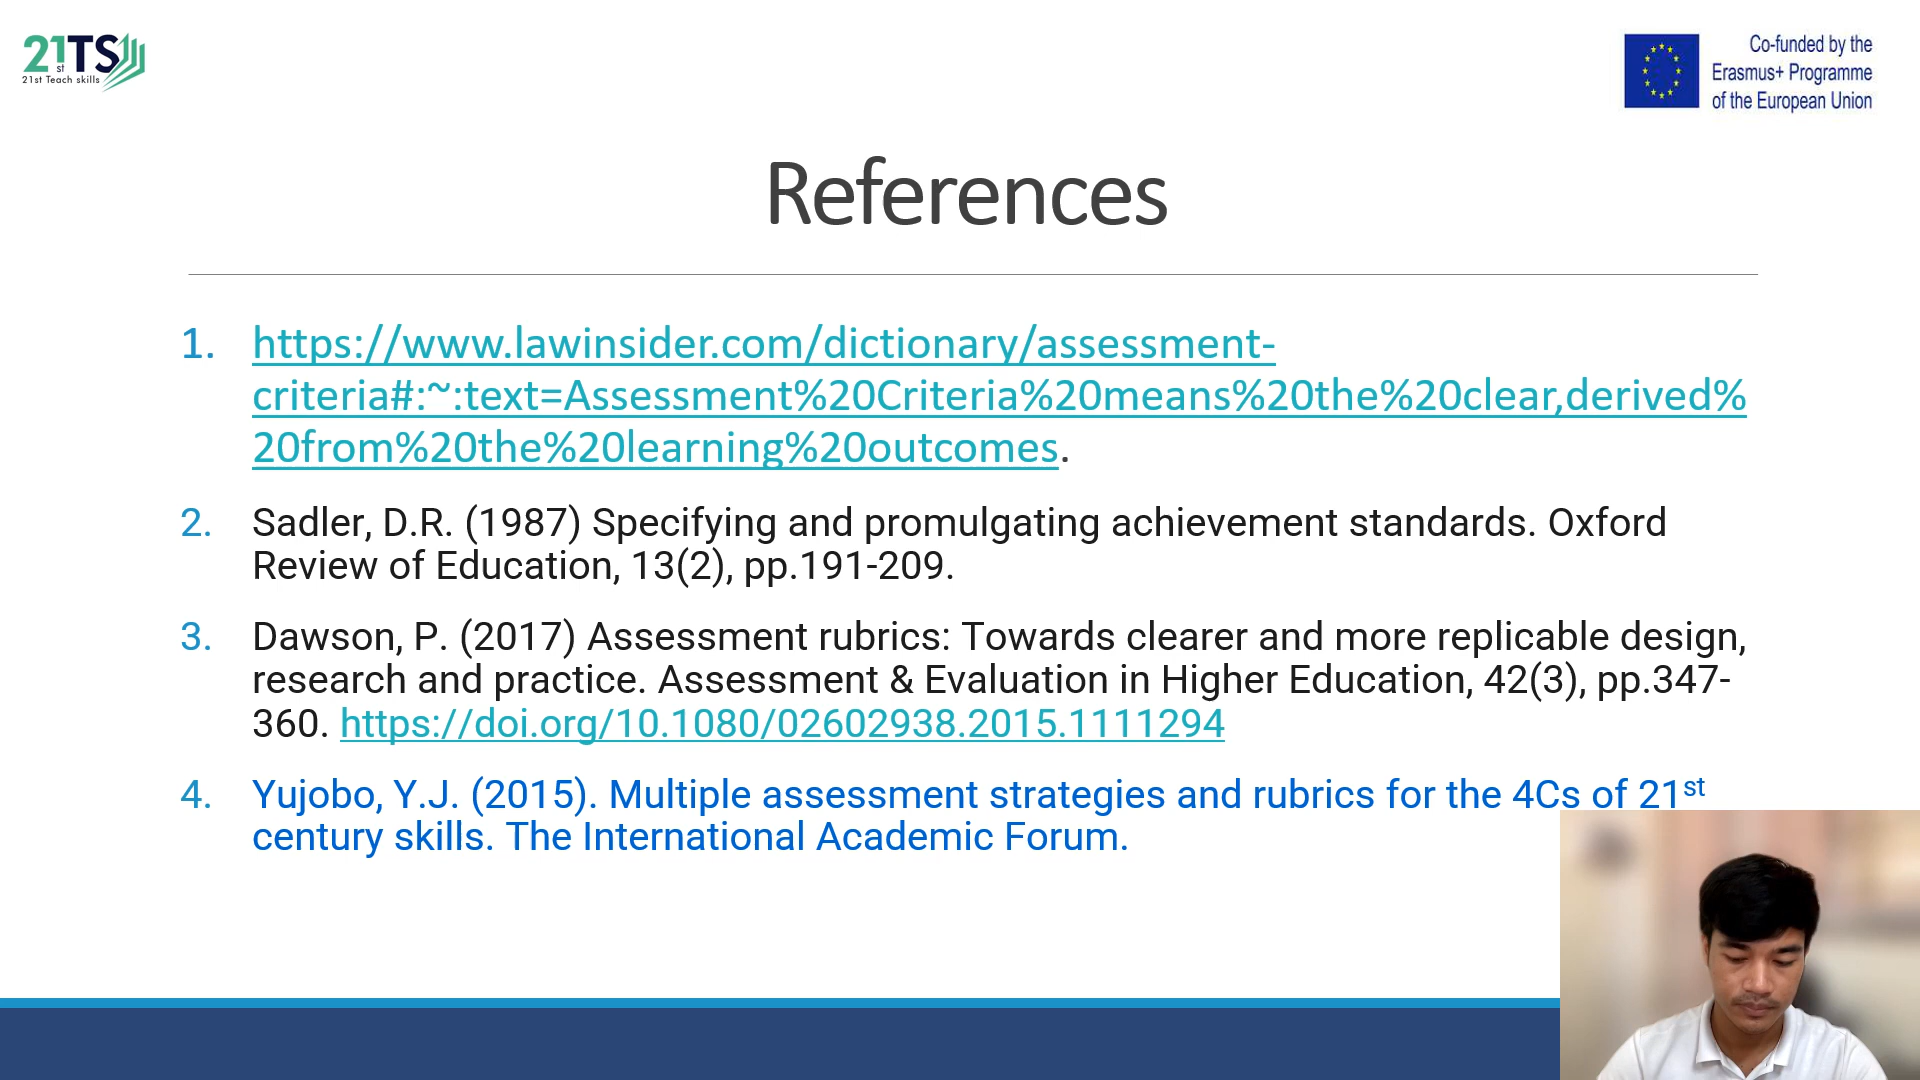 21st TS
21st Teach skills
Co-funded by the
Erasmus+ Programme
of the European Union
References
1. https://www.lawinsider.com/dictionary/assessment-
criteria#:~:text=Assessment%20Criteria%20means%20the%20clear,derived%
20from%20the%20learning%20outcomes.
2. Sadler, D.R. (1987) Specifying and promulgating achievement standards. Oxford
Review of Education, 13(2), pp.191-209.
3. Dawson, P. (2017) Assessment rubrics: Towards clearer and more replicable design,
research and practice. Assessment & Evaluation in Higher Education, 42(3), pp.347-
360. https://doi.org/10.1080/02602938.2015.1111294
4. Yujobo, Y.J. (2015). Multiple assessment strategies and rubrics for the 4Cs of 21st
century skills. The International Academic Forum.